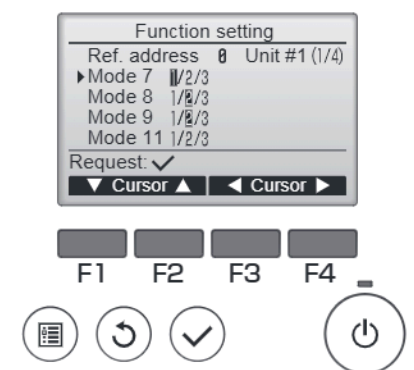 Function setting
Ref. address 0 Unit #1 (1/4)
▶Mode 7 1/2/3
Mode 8 1/2/3
Mode 9 1/2/3
Mode 11 1/2/3
Request: ✓
▼ Cursor ▲ ◀ Cursor ▶
F1 F2 F3 F4